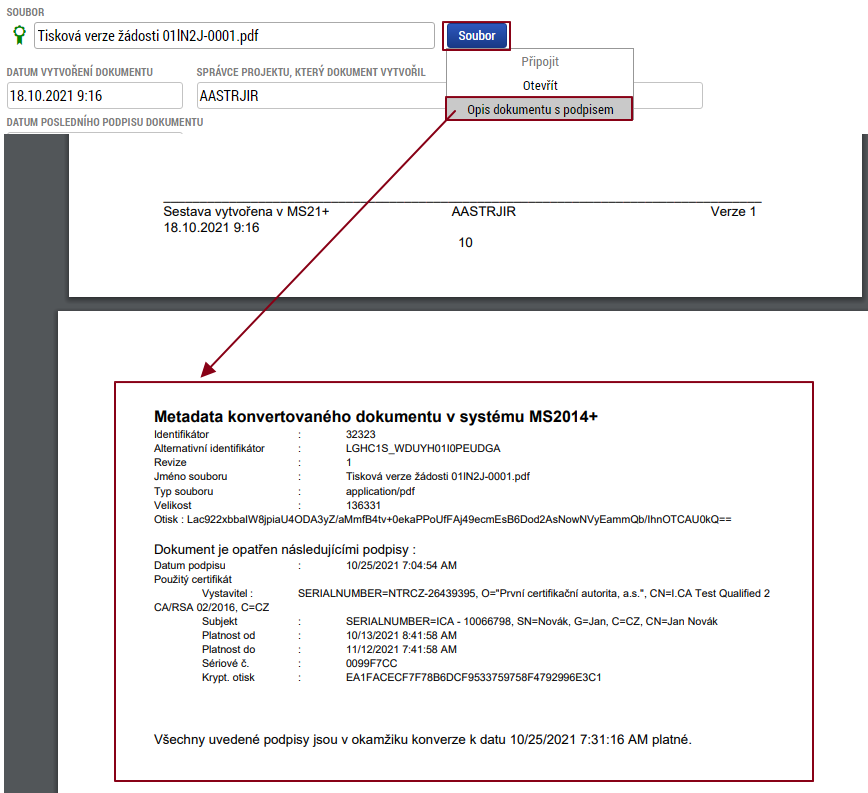 SOUBOR
Tisková verze žádosti 01lN2J-0001.pdf
Soubor
Připojit
Otevřít
Opis dokumentu s podpisem
DATUM VYTVOŘENÍ DOKUMENTU
SPRÁVCE PROJEKTU, KTERÝ DOKUMENT VYTVOŘIL
18.10.2021 9:16
AASTRJIR
DATUM POSLEDNÍHO PODPISU DOKUMENTU
Sestava vytvořena v MS21+ AASTRJIR Verze 1
18.10.2021 9:16
10
Metadata konvertovaného dokumentu v systému MS2014+
Identifikátor : 32323
Alternativní identifikátor : LGHC1S_WDUYH01I0PEUDGA
Revize : 1
Jméno souboru : Tisková verze žádosti 01lN2J-0001.pdf
Typ souboru : application/pdf
Velikost : 136331
Otisk : Lac922xbbaIW8jpiaU4ODA3yZ/aMmfB4tv+0ekaPPoUfFAj49ecmEsB6Dod2AsNowNVyEammQb/IhnOTCAU0kQ==
Dokument je opatřen následujícími podpisy :
Datum podpisu : 10/25/2021 7:04:54 AM
Použitý certifikát
Vystavitel : SERIALNUMBER=NTRCZ-26439395, O="První certifikační autorita, a.s.", CN=I.CA Test Qualified 2
CA/RSA 02/2016, C=CZ
Subjekt : SERIALNUMBER=ICA - 10066798, SN=Novák, G=Jan, C=CZ, CN=Jan Novák
Platnost od : 10/13/2021 8:41:58 AM
Platnost do : 11/12/2021 7:41:58 AM
Sériové č. : 0099F7CC
Krypt. otisk : EA1FACECF7F78B6DCF9533759758F4792996E3C1
Všechny uvedené podpisy jsou v okamžiku konverze k datu 10/25/2021 7:31:16 AM platné.